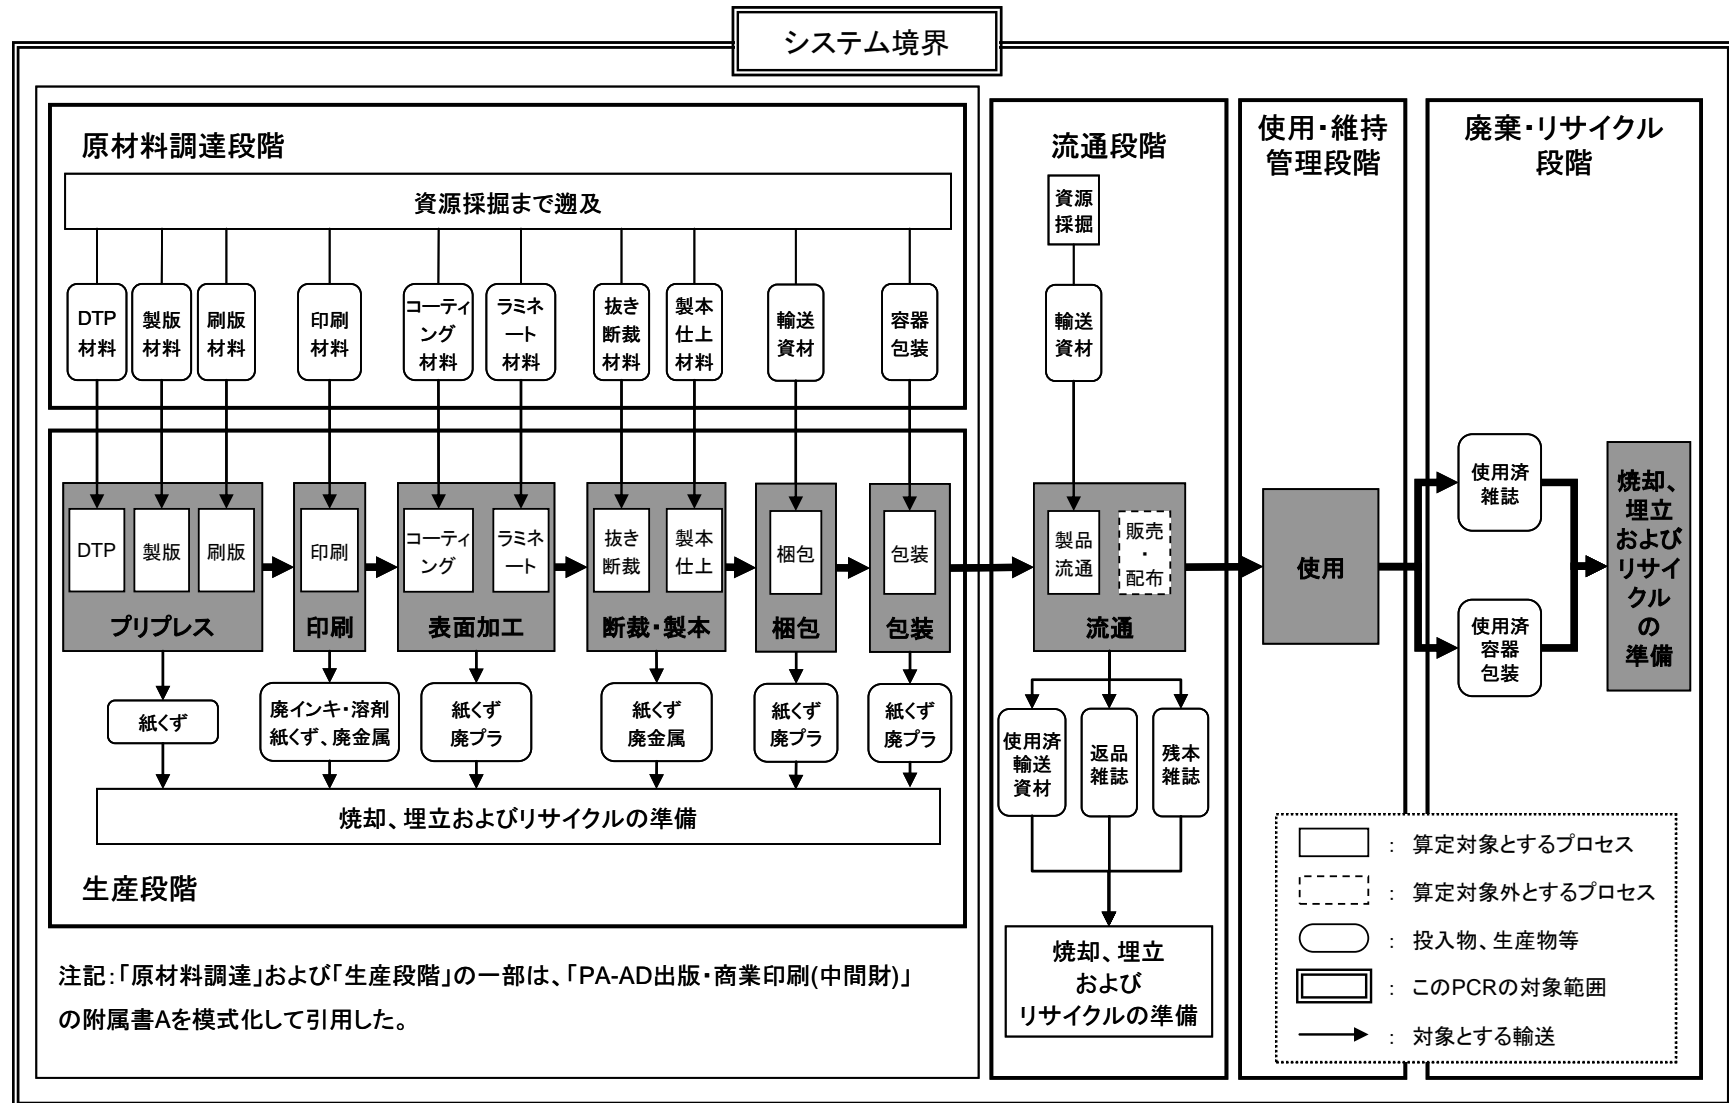 システム境界
原材料調達段階
資源採掘まで遡及
DTP
材料
製版
材料
刷版
材料
印刷
材料
コーティ
ング
材料
ラミネ
ート
材料
抜き
断裁
材料
製本
仕上
材料
輸送
資材
容器
包装
DTP
製版
刷版
プリプレス
印刷
印刷
コーティ
ング
ラミネ
ート
表面加工
抜き
断裁
製本
仕上
断裁・製本
梱包
梱包
包装
包装
紙くず
廃インキ・溶剤
紙くず、廃金属
紙くず
廃プラ
紙くず
廃金属
紙くず
廃プラ
紙くず
廃プラ
焼却、埋立およびリサイクルの準備
生産段階
注記:「原材料調達」および「生産段階」の一部は、「PA-AD出版・商業印刷(中間財)」
の附属書Aを模式化して引用した。
流通段階
資源
採掘
輸送
資材
製品
流通
販売
・
配布
流通
使用済
輸送
資材
返品
雑誌
残本
雑誌
焼却、埋立
および
リサイクルの準備
使用・維持
管理段階
使用
廃棄・リサイクル
段階
使用済
雑誌
使用済
容器
包装
焼却、
埋立
および
リサイ
クル
の
準備
: 算定対象とするプロセス
: 算定対象外とするプロセス
: 投入物、生産物等
: このPCRの対象範囲
: 対象とする輸送